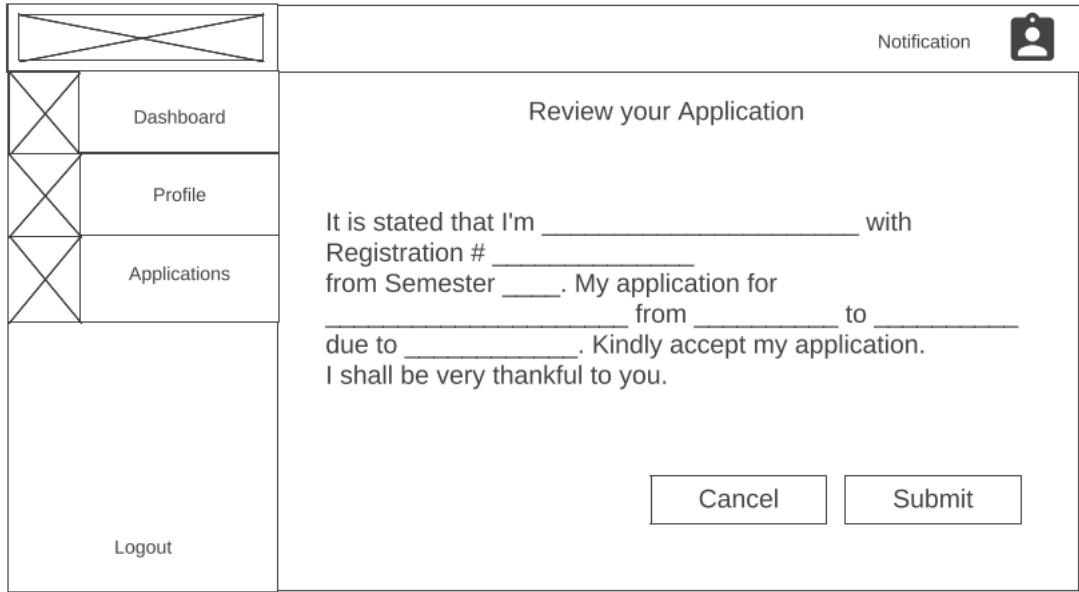 Notification
Dashboard
Profile
Applications
Logout
Review your Application
It is stated that I'm ______________________ with
Registration # ______________
from Semester ____. My application for
_____________________ from __________ to __________
due to ____________. Kindly accept my application.
I shall be very thankful to you.
Cancel
Submit